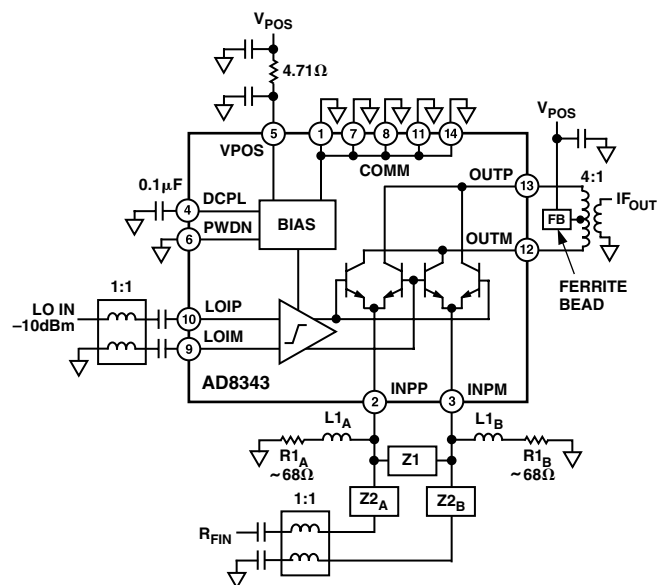 VPOS
4.71Ω
5
VPOS
1
7
8
11
14
COMM
VPOS
0.1μF
4
DCPL
6
PWDN
BIAS
OUTP
13
4:1
IFOUT
FB
OUTM
12
FERRITE
BEAD
1:1
LO IN
–10dBm
10
LOIP
9
LOIM
AD8343
INPP
INPM
2
3
L1A
L1B
R1A
~68Ω
Z1
R1B
~68Ω
1:1
Z2A
Z2B
RFIN